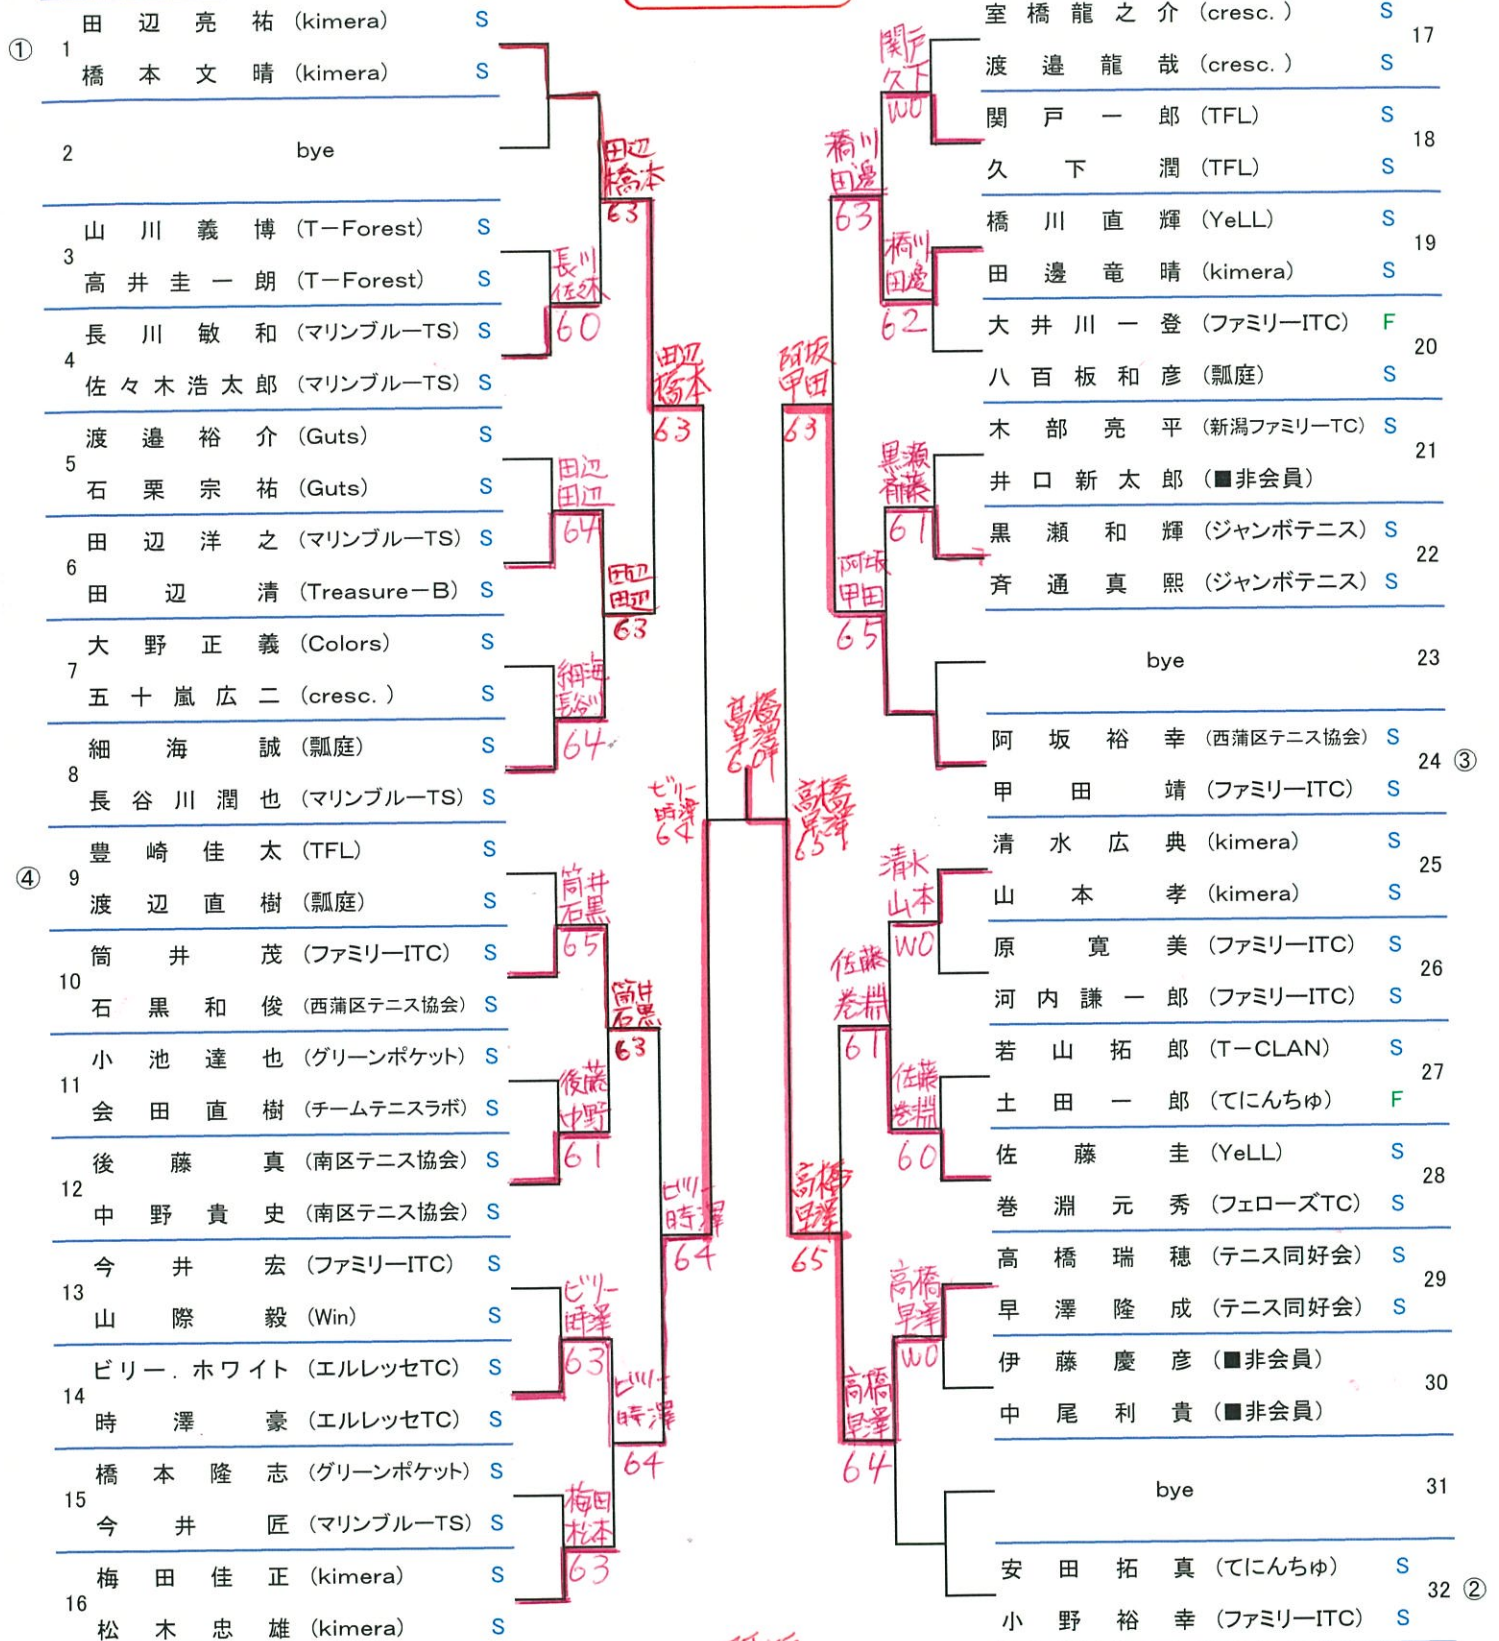 ① 1 田辺亮祐 (kimera) S
橋本文晴 (kimera) S
2 bye
3 山川義博 (T-Forest) S
高井圭一朗 (T-Forest) S
4 長川敏和 (マリンブルーTS) S
佐々木浩太郎 (マリンブルーTS) S
5 渡邉裕介 (Guts) S
石栗宗祐 (Guts) S
6 田辺洋之 (マリンブルーTS) S
田辺清 (Treasure-B) S
7 大野正義 (Colors) S
五十嵐広二 (cresc.) S
8 細海誠 (瓢庭) S
長谷川潤也 (マリンブルーTS) S
④ 9 豊崎佳太 (TFL) S
渡辺直樹 (瓢庭) S
10 筒井茂 (ファミリーITC) S
石黒和俊 (西蒲区テニス協会) S
11 小池達也 (グリーンポケット) S
会田直樹 (チームテニスラボ) S
12 後藤真 (南区テニス協会) S
中野貴史 (南区テニス協会) S
13 今井宏 (ファミリーITC) S
山際毅 (Win) S
14 ビリー.ホワイト (エルレッセTC) S
時澤豪 (エルレッセTC) S
15 橋本隆志 (グリーンポケット) S
今井匠 (マリンブルーTS) S
16 梅田佳正 (kimera) S
松木忠雄 (kimera) S
長川
佐々木
60
田辺
田辺
64
細海
長谷川
64
筒井
石黒
65
後藤
中野
61
ビリー
時澤
63
梅田
松本
63
田辺
橋本
63
田辺
田辺
63
筒井
石黒
63
ビリー
時澤
64
田辺
橋本
63
ビリー
時澤
64
ビリー
時澤
64
高橋
早澤
高橋
早澤
65
阿坂
甲田
63
高橋
早澤
65
橋川
田邊
63
阿坂
甲田
65
佐藤
巻淵
61
高橋
早澤
64
関戸
久下
WO
橋川
田邊
62
黒瀬
斉藤
61
清水
山本
WO
佐藤
巻淵
60
高橋
早澤
WO
室橋龍之介 (cresc.) S 17
渡邉龍哉 (cresc.) S
関戸一郎 (TFL) S 18
久下潤 (TFL) S
橋川直輝 (YeLL) S 19
田邊竜晴 (kimera) S
大井川一登 (ファミリーITC) F 20
八百板和彦 (瓢庭) S
木部亮平 (新潟ファミリーTC) S 21
井口新太郎 (■非会員)
黒瀬和輝 (ジャンボテニス) S 22
斉通真熙 (ジャンボテニス) S
bye 23
阿坂裕幸 (西蒲区テニス協会) S 24 ③
甲田靖 (ファミリーITC) S
清水広典 (kimera) S 25
山本孝 (kimera) S
原寛美 (ファミリーITC) S 26
河内謙一郎 (ファミリーITC) S
若山拓郎 (T-CLAN) S 27
土田一郎 (てにんちゅ) F
佐藤圭 (YeLL) S 28
巻淵元秀 (フェローズTC) S
高橋瑞穂 (テニス同好会) S 29
早澤隆成 (テニス同好会) S
伊藤慶彦 (■非会員) 30
中尾利貴 (■非会員)
bye 31
安田拓真 (てにんちゅ) S 32 ②
小野裕幸 (ファミリーITC) S